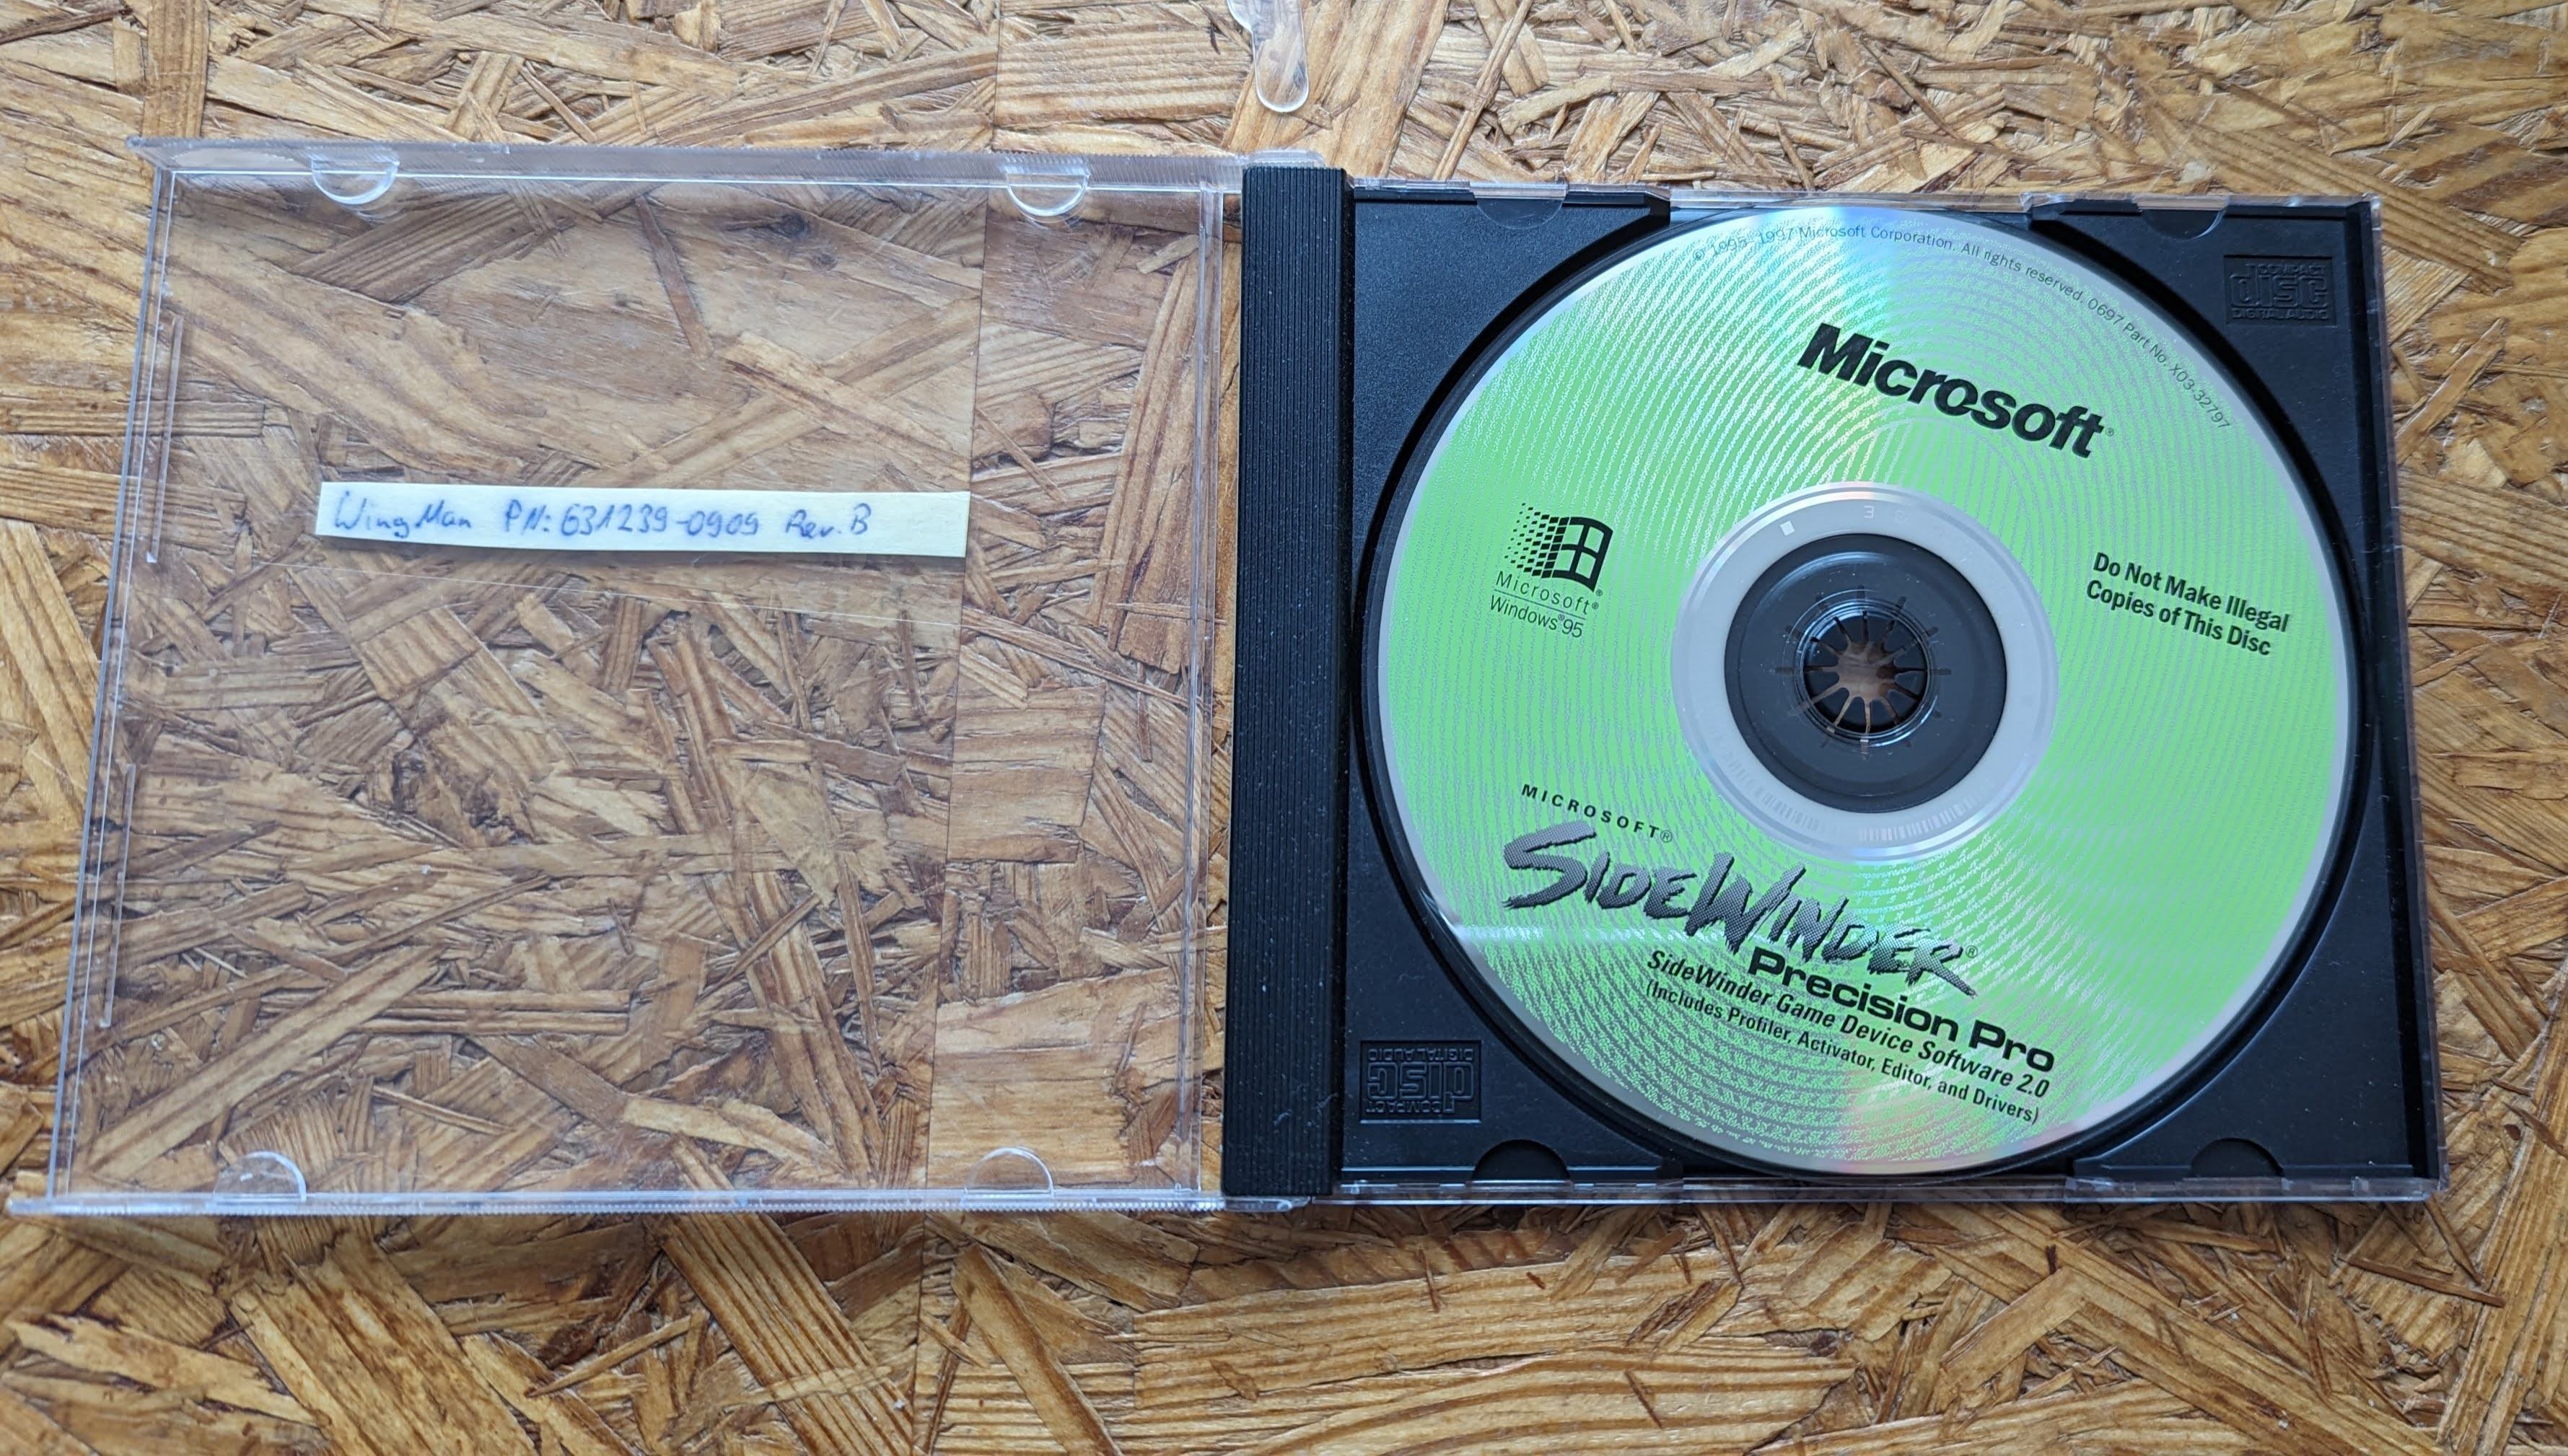 WingMan PN: 631239-0909 Rev. B
© 1995-1997 Microsoft Corporation. All rights reserved. 0697 Part No. X03-32797
Microsoft®
Microsoft®
Windows®95
Do Not Make Illegal
Copies of This Disc
MICROSOFT®
SIDEWINDER®
Precision Pro
SideWinder Game Device Software 2.0
(Includes Profiler, Activator, Editor, and Drivers)
COMPACT
disc
DIGITAL AUDIO
COMPACT
disc
DIGITAL AUDIO